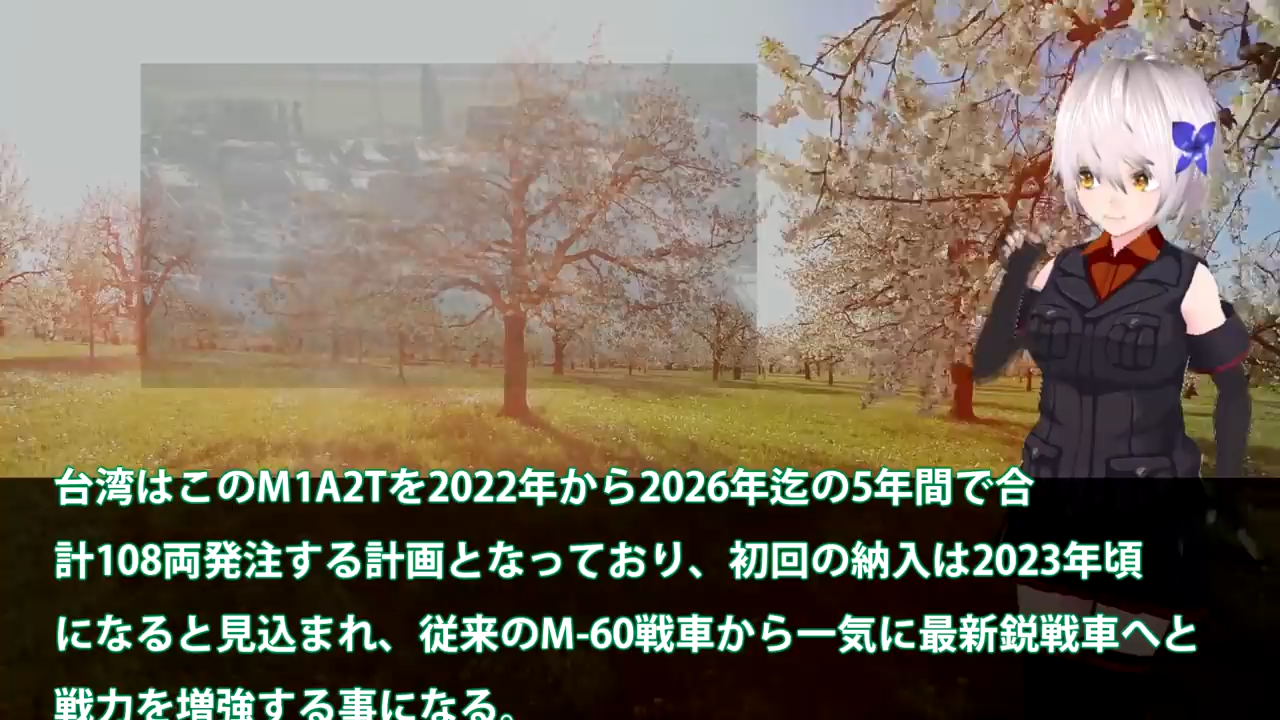 台湾はこのM1A2Tを2022年から2026年迄の5年間で合
計108両発注する計画となっており、初回の納入は2023年頃
になると見込まれ、従来のM-60戦車から一気に最新鋭戦車へと
戦力を増強する事になる。